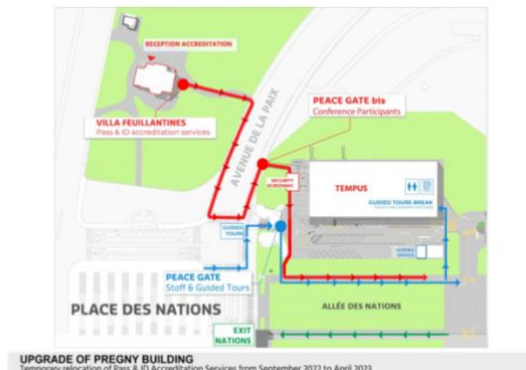 RECEPTION ACCREDITATION
VILLA FEUILLANTINES
Pass & ID accreditation services
AVENUE DE LA PAIX
PEACE GATE bis
Conference Participants
SECURITY
SCREENING
TEMPUS
GUIDED TOURS BREAK
GUIDED
TOURS
GUIDES
OFFICE
PEACE GATE
Staff & Guided Tours
PLACE DES NATIONS
ALLÉE DES NATIONS
EXIT
NATIONS
UPGRADE OF PREGNY BUILDING
Temporary relocation of Pass & ID Accreditation Services from September 2022 to April 2023